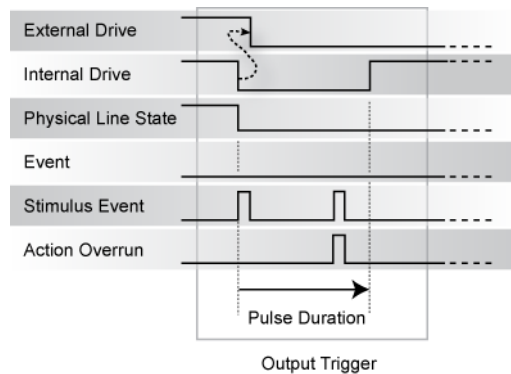 External Drive
Internal Drive
Physical Line State
Event
Stimulus Event
Action Overrun
Pulse Duration
Output Trigger